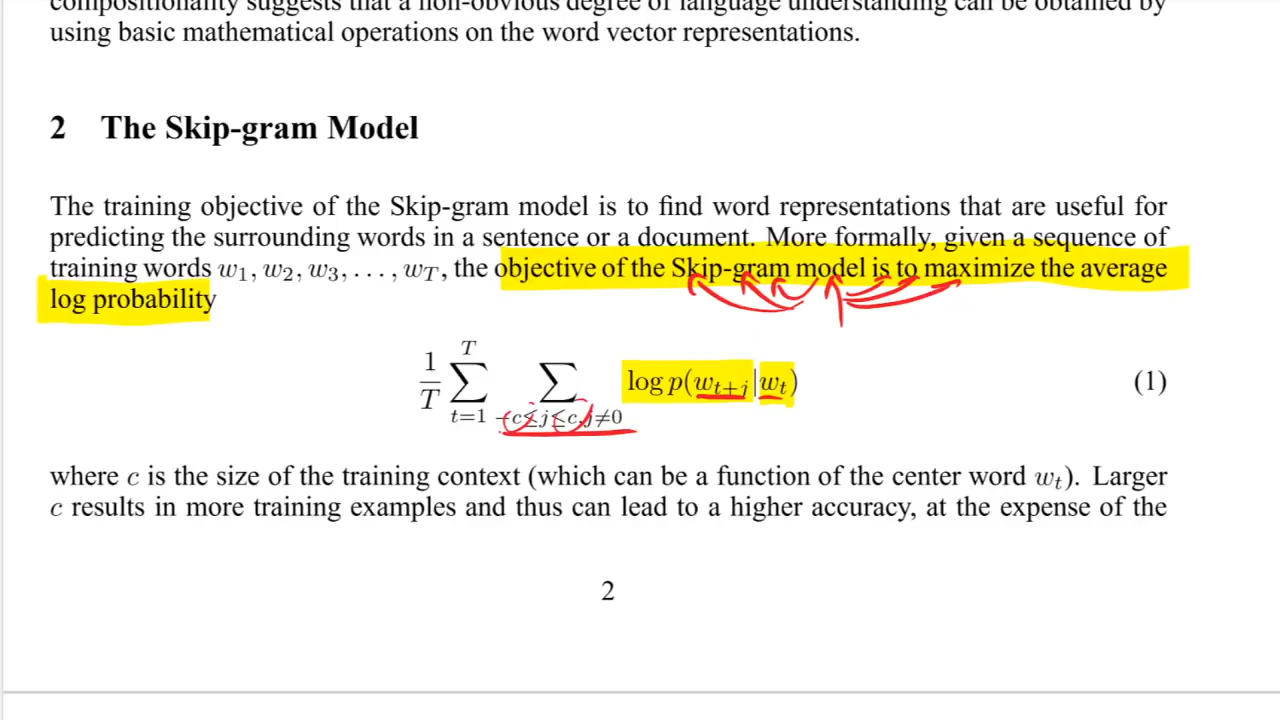 compositionality suggests that a non-obvious degree of language understanding can be obtained by
using basic mathematical operations on the word vector representations.
2 The Skip-gram Model
The training objective of the Skip-gram model is to find word representations that are useful for
predicting the surrounding words in a sentence or a document. More formally, given a sequence of
training words w₁, w₂, w₃, . . . , w_T, the objective of the Skip-gram model is to maximize the average
log probability
1/T ∑_{t=1}^{T} ∑_{−c≤j≤c,j≠0} log p(w_{t+j}|w_t) (1)
where c is the size of the training context (which can be a function of the center word w_t). Larger
c results in more training examples and thus can lead to a higher accuracy, at the expense of the
2